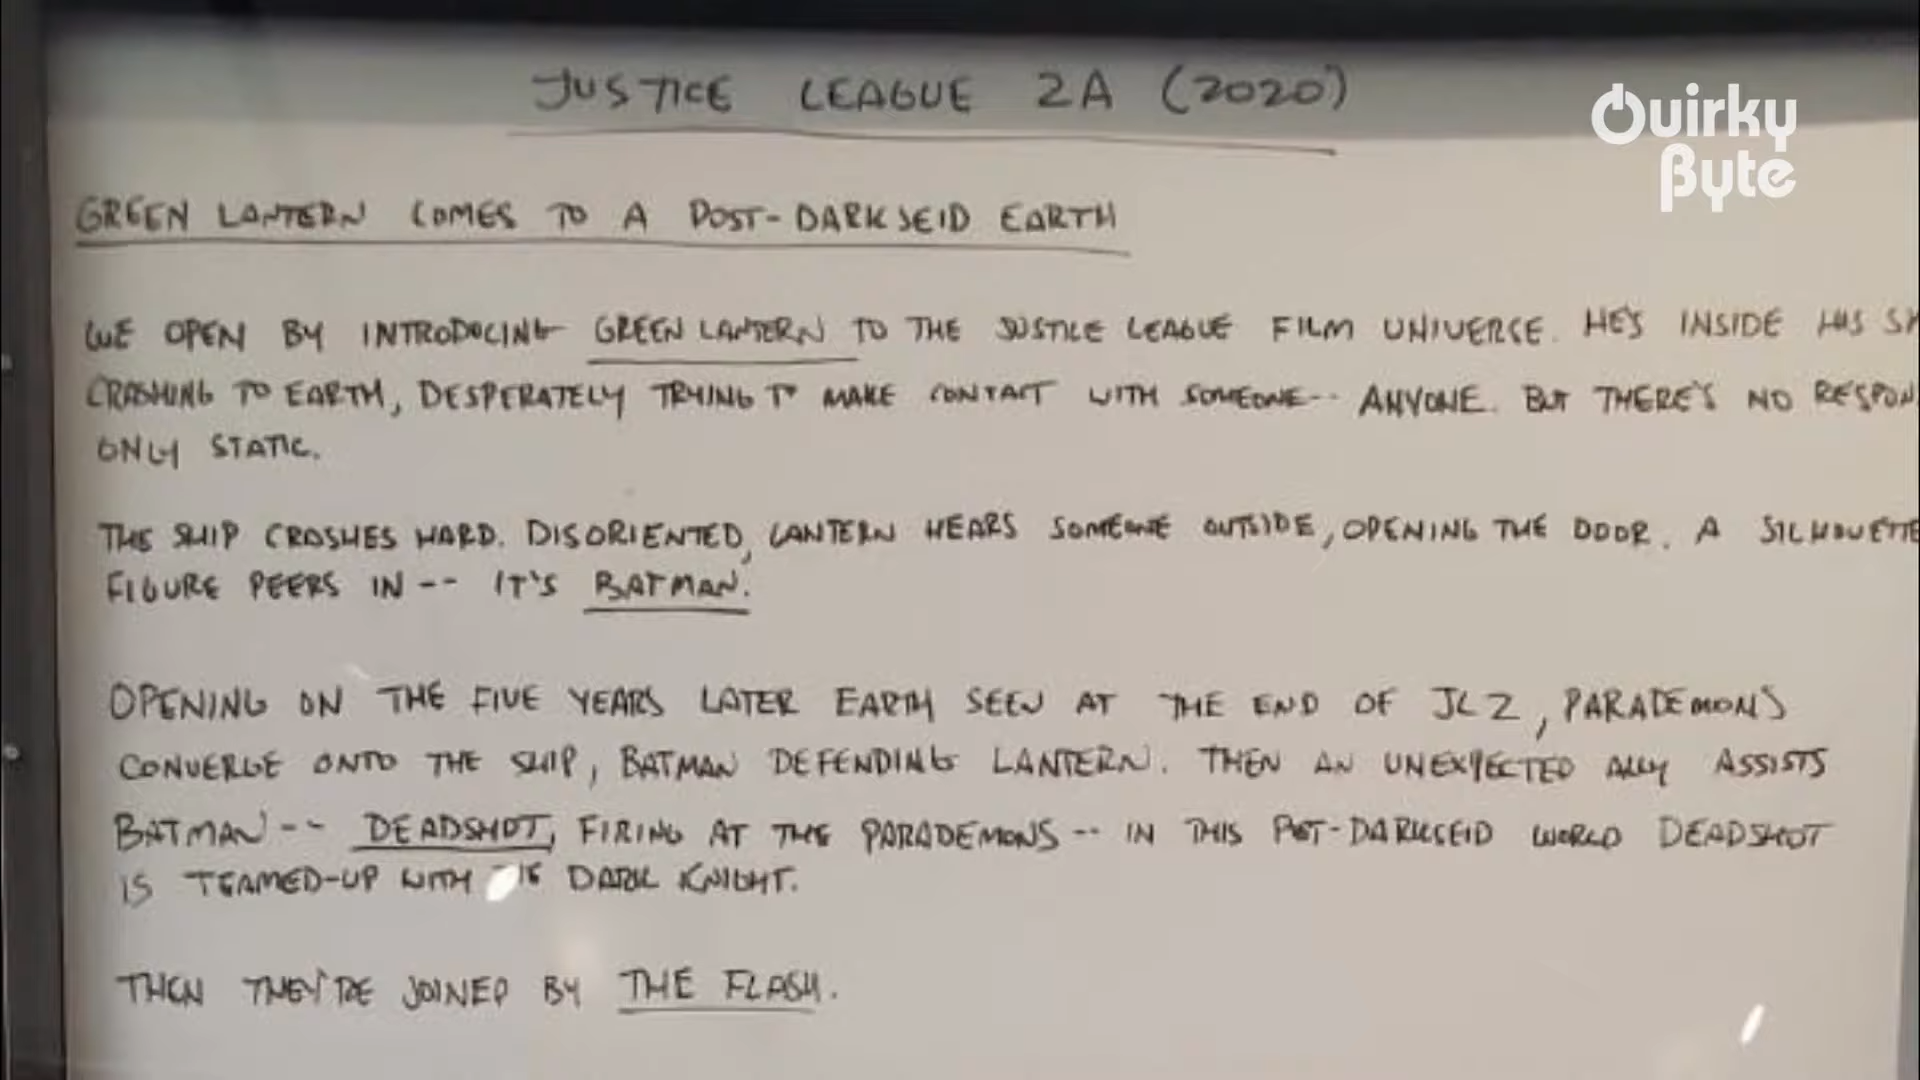 JUSTICE LEAGUE 2A (2020)
Quirky
Byte
GREEN LANTERN COMES TO A POST-DARKSEID EARTH
WE OPEN BY INTRODUCING GREEN LANTERN TO THE JUSTICE LEAGUE FILM UNIVERSE. HE'S INSIDE HIS
CRASHING TO EARTH, DESPERATELY TRYING TO MAKE CONTACT WITH SOMEONE-- ANYONE. BUT THERE'S NO RESPON
ONLY STATIC.
THE SHIP CRASHES HARD. DISORIENTED, LANTERN HEARS SOMEONE OUTSIDE, OPENING THE DOOR. A SILHOUETTE
FIGURE PEERS IN-- IT'S BATMAN.
OPENING ON THE FIVE YEARS LATER EARTH SEEN AT THE END OF JL2, PARADEMONS
CONVERGE ONTO THE SHIP, BATMAN DEFENDING LANTERN. THEN AN UNEXPECTED ALLY ASSISTS
BATMAN-- DEADSHOT, FIRING AT THE PARADEMONS-- IN THIS POST-DARKSEID WORLD DEADSHOT
IS TEAMED-UP WITH DARK KNIGHT.
THEN THEY'RE JOINED BY THE FLASH.